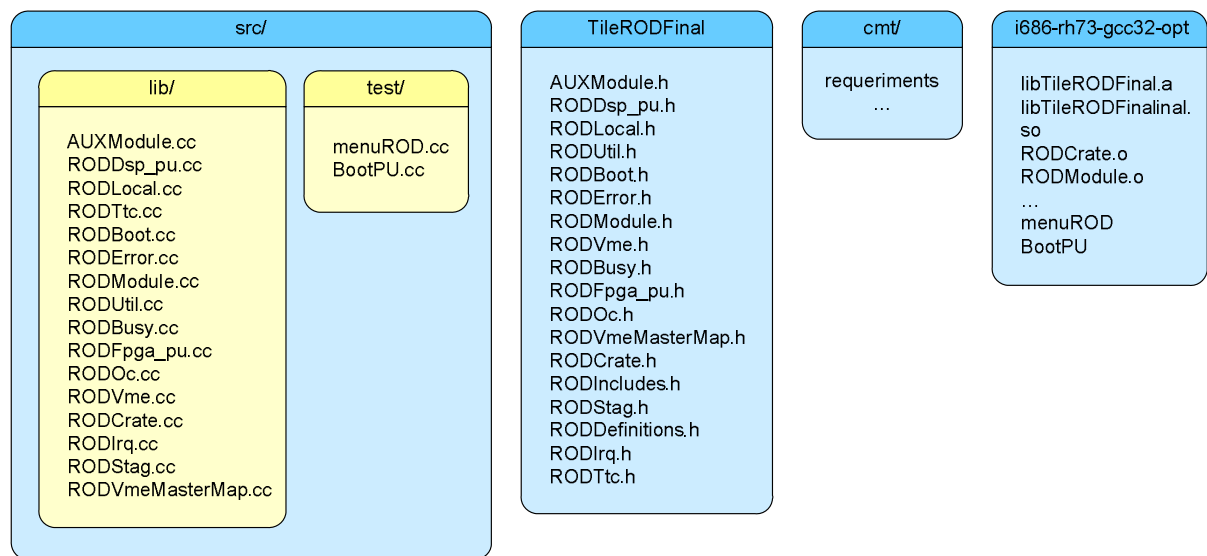 src/
lib/
AUXModule.cc
RODDsp_pu.cc
RODLocal.cc
RODTtc.cc
RODBoot.cc
RODError.cc
RODModule.cc
RODUtil.cc
RODBusy.cc
RODFpga_pu.cc
RODOc.cc
RODVme.cc
RODCrate.cc
RODIrq.cc
RODStag.cc
RODVmeMasterMap.cc
test/
menuROD.cc
BootPU.cc
TileRODFinal
AUXModule.h
RODDsp_pu.h
RODLocal.h
RODUtil.h
RODBoot.h
RODError.h
RODModule.h
RODVme.h
RODBusy.h
RODFpga_pu.h
RODOc.h
RODVmeMasterMap.h
RODCrate.h
RODIncludes.h
RODStag.h
RODDefinitions.h
RODIrq.h
RODTtc.h
cmt/
requeriments
...
i686-rh73-gcc32-opt
libTileRODFinal.a
libTileRODFinalinal.
so
RODCrate.o
RODModule.o
...
menuROD
BootPU